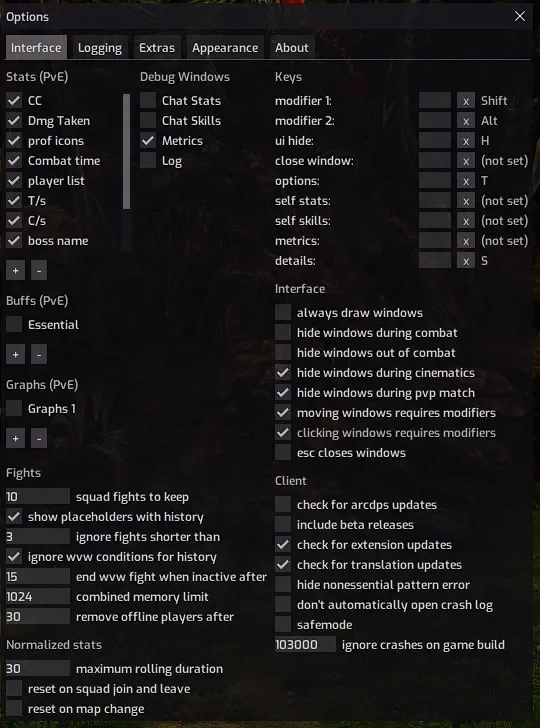 Options
Interface Logging Extras Appearance About
Stats (PvE)
CC
Dmg Taken
prof icons
Combat time
player list
T/s
C/s
boss name
+ -
Buffs (PvE)
Essential
+ -
Graphs (PvE)
Graphs 1
+ -
Fights
10 squad fights to keep
show placeholders with history
3 ignore fights shorter than
ignore wvw conditions for history
15 end wvw fight when inactive after
1024 combined memory limit
30 remove offline players after
Normalized stats
30 maximum rolling duration
reset on squad join and leave
reset on map change
Debug Windows
Chat Stats
Chat Skills
Metrics
Log
Keys
modifier 1: x Shift
modifier 2: x Alt
ui hide: x H
close window: x (not set)
options: x T
self stats: x (not set)
self skills: x (not set)
metrics: x (not set)
details: x S
Interface
always draw windows
hide windows during combat
hide windows out of combat
hide windows during cinematics
hide windows during pvp match
moving windows requires modifiers
clicking windows requires modifiers
esc closes windows
Client
check for arcdps updates
include beta releases
check for extension updates
check for translation updates
hide nonessential pattern error
don't automatically open crash log
safemode
103000 ignore crashes on game build